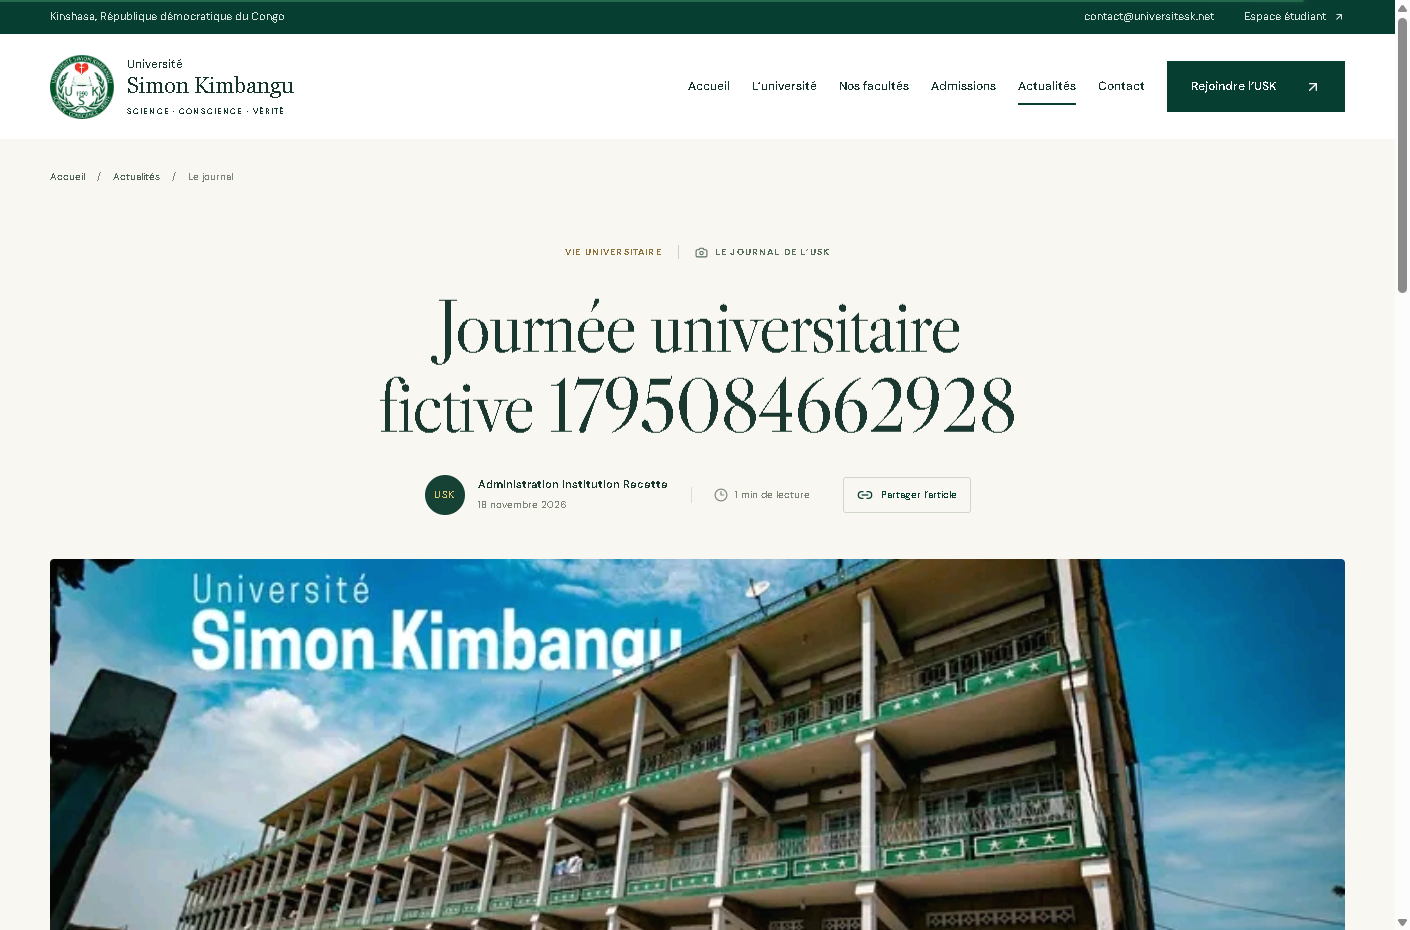 Kinshasa, République démocratique du Congo
contact@universitesk.net
Espace étudiant
Université
Simon Kimbangu
SCIENCE · CONSCIENCE · VÉRITÉ
Accueil
L'université
Nos facultés
Admissions
Actualités
Contact
Rejoindre l'USK
Accueil / Actualités / Le journal
VIE UNIVERSITAIRE
LE JOURNAL DE L'USK
Journée universitaire
fictive 1795084662928
USK
Administration Institution Recette
18 novembre 2026
1 min de lecture
Partager l'article
Université
Simon Kimbangu